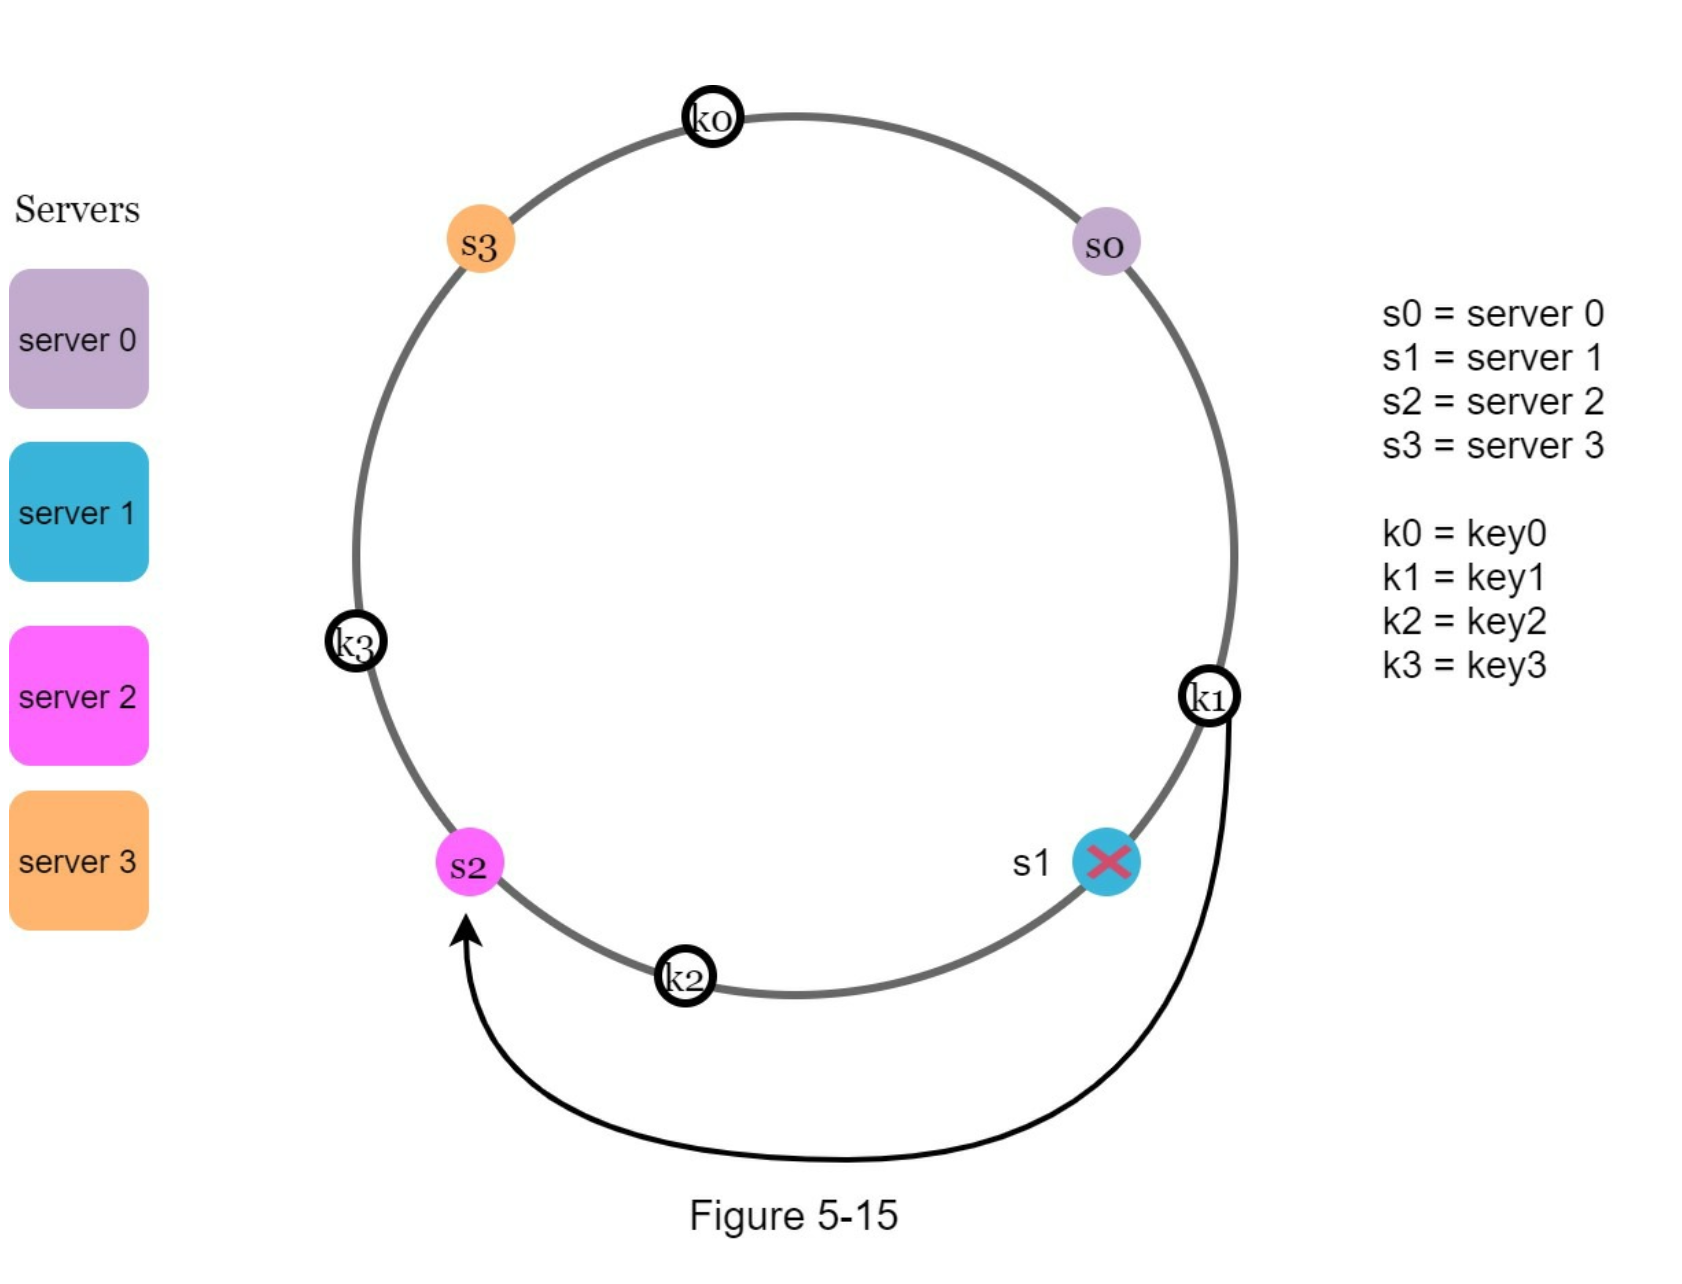 Servers
server 0
server 1
server 2
server 3
k0
s3
s0
k3
k1
s2
s1
k2
s0 = server 0
s1 = server 1
s2 = server 2
s3 = server 3
k0 = key0
k1 = key1
k2 = key2
k3 = key3
Figure 5-15